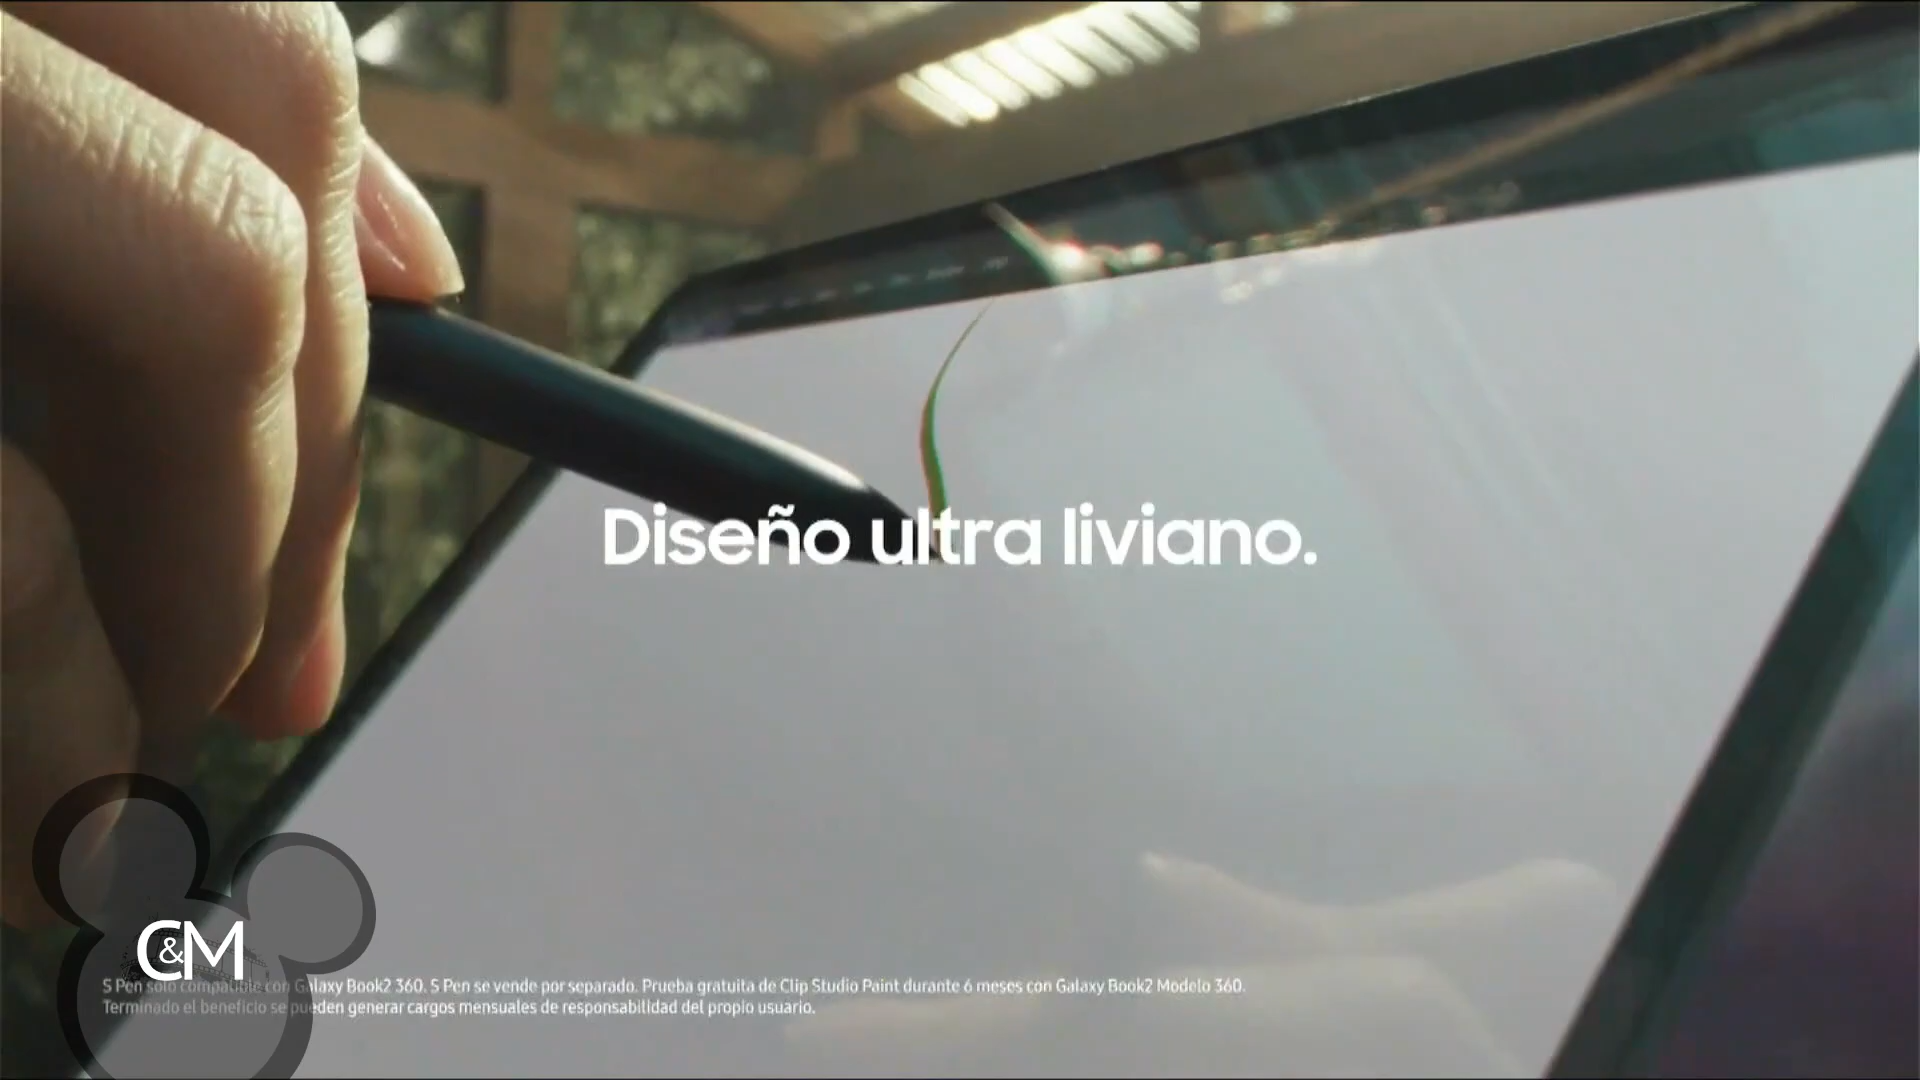 Diseño ultra liviano.
C&M
S Pen solo compatible con Galaxy Book2 360. S Pen se vende por separado. Prueba gratuita de Clip Studio Paint durante 6 meses con Galaxy Book2 Modelo 360.
Terminado el beneficio se pueden generar cargos mensuales de responsabilidad del propio usuario.